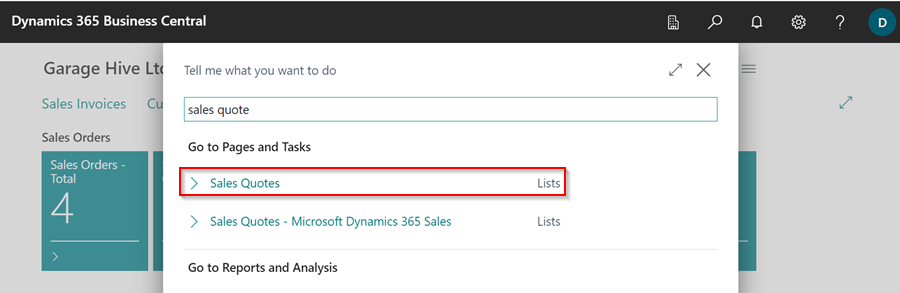 Dynamics 365 Business Central
D
Garage Hive Ltd
Sales Invoices
Cu
Sales Orders
Sales Orders -
Total
4
Tell me what you want to do
sales quote
Go to Pages and Tasks
Sales Quotes Lists
Sales Quotes - Microsoft Dynamics 365 Sales Lists
Go to Reports and Analysis